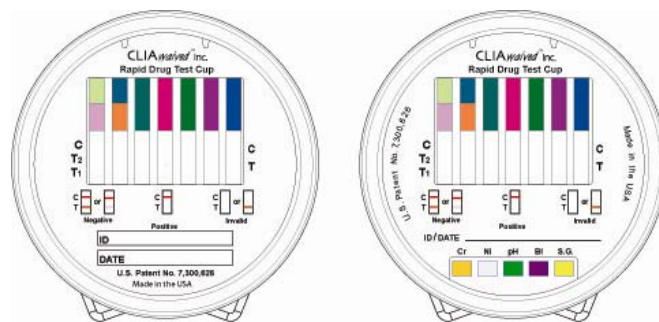 CLIAwaived™ Inc.
Rapid Drug Test Cup
C
T2
T1
C
T
C
T
or
Negative
C
T
Positive
C
T
or
Invalid
ID
DATE
U.S. Patent No. 7,300,626
Made in the USA
CLIAwaived™ Inc.
Rapid Drug Test Cup
U.S. Patent No. 7,300,626
Made in the USA
C
T2
T1
C
T
C
T
or
Negative
C
T
Positive
C
T
or
Invalid
ID/DATE
Cr Ni pH Bl S.G.